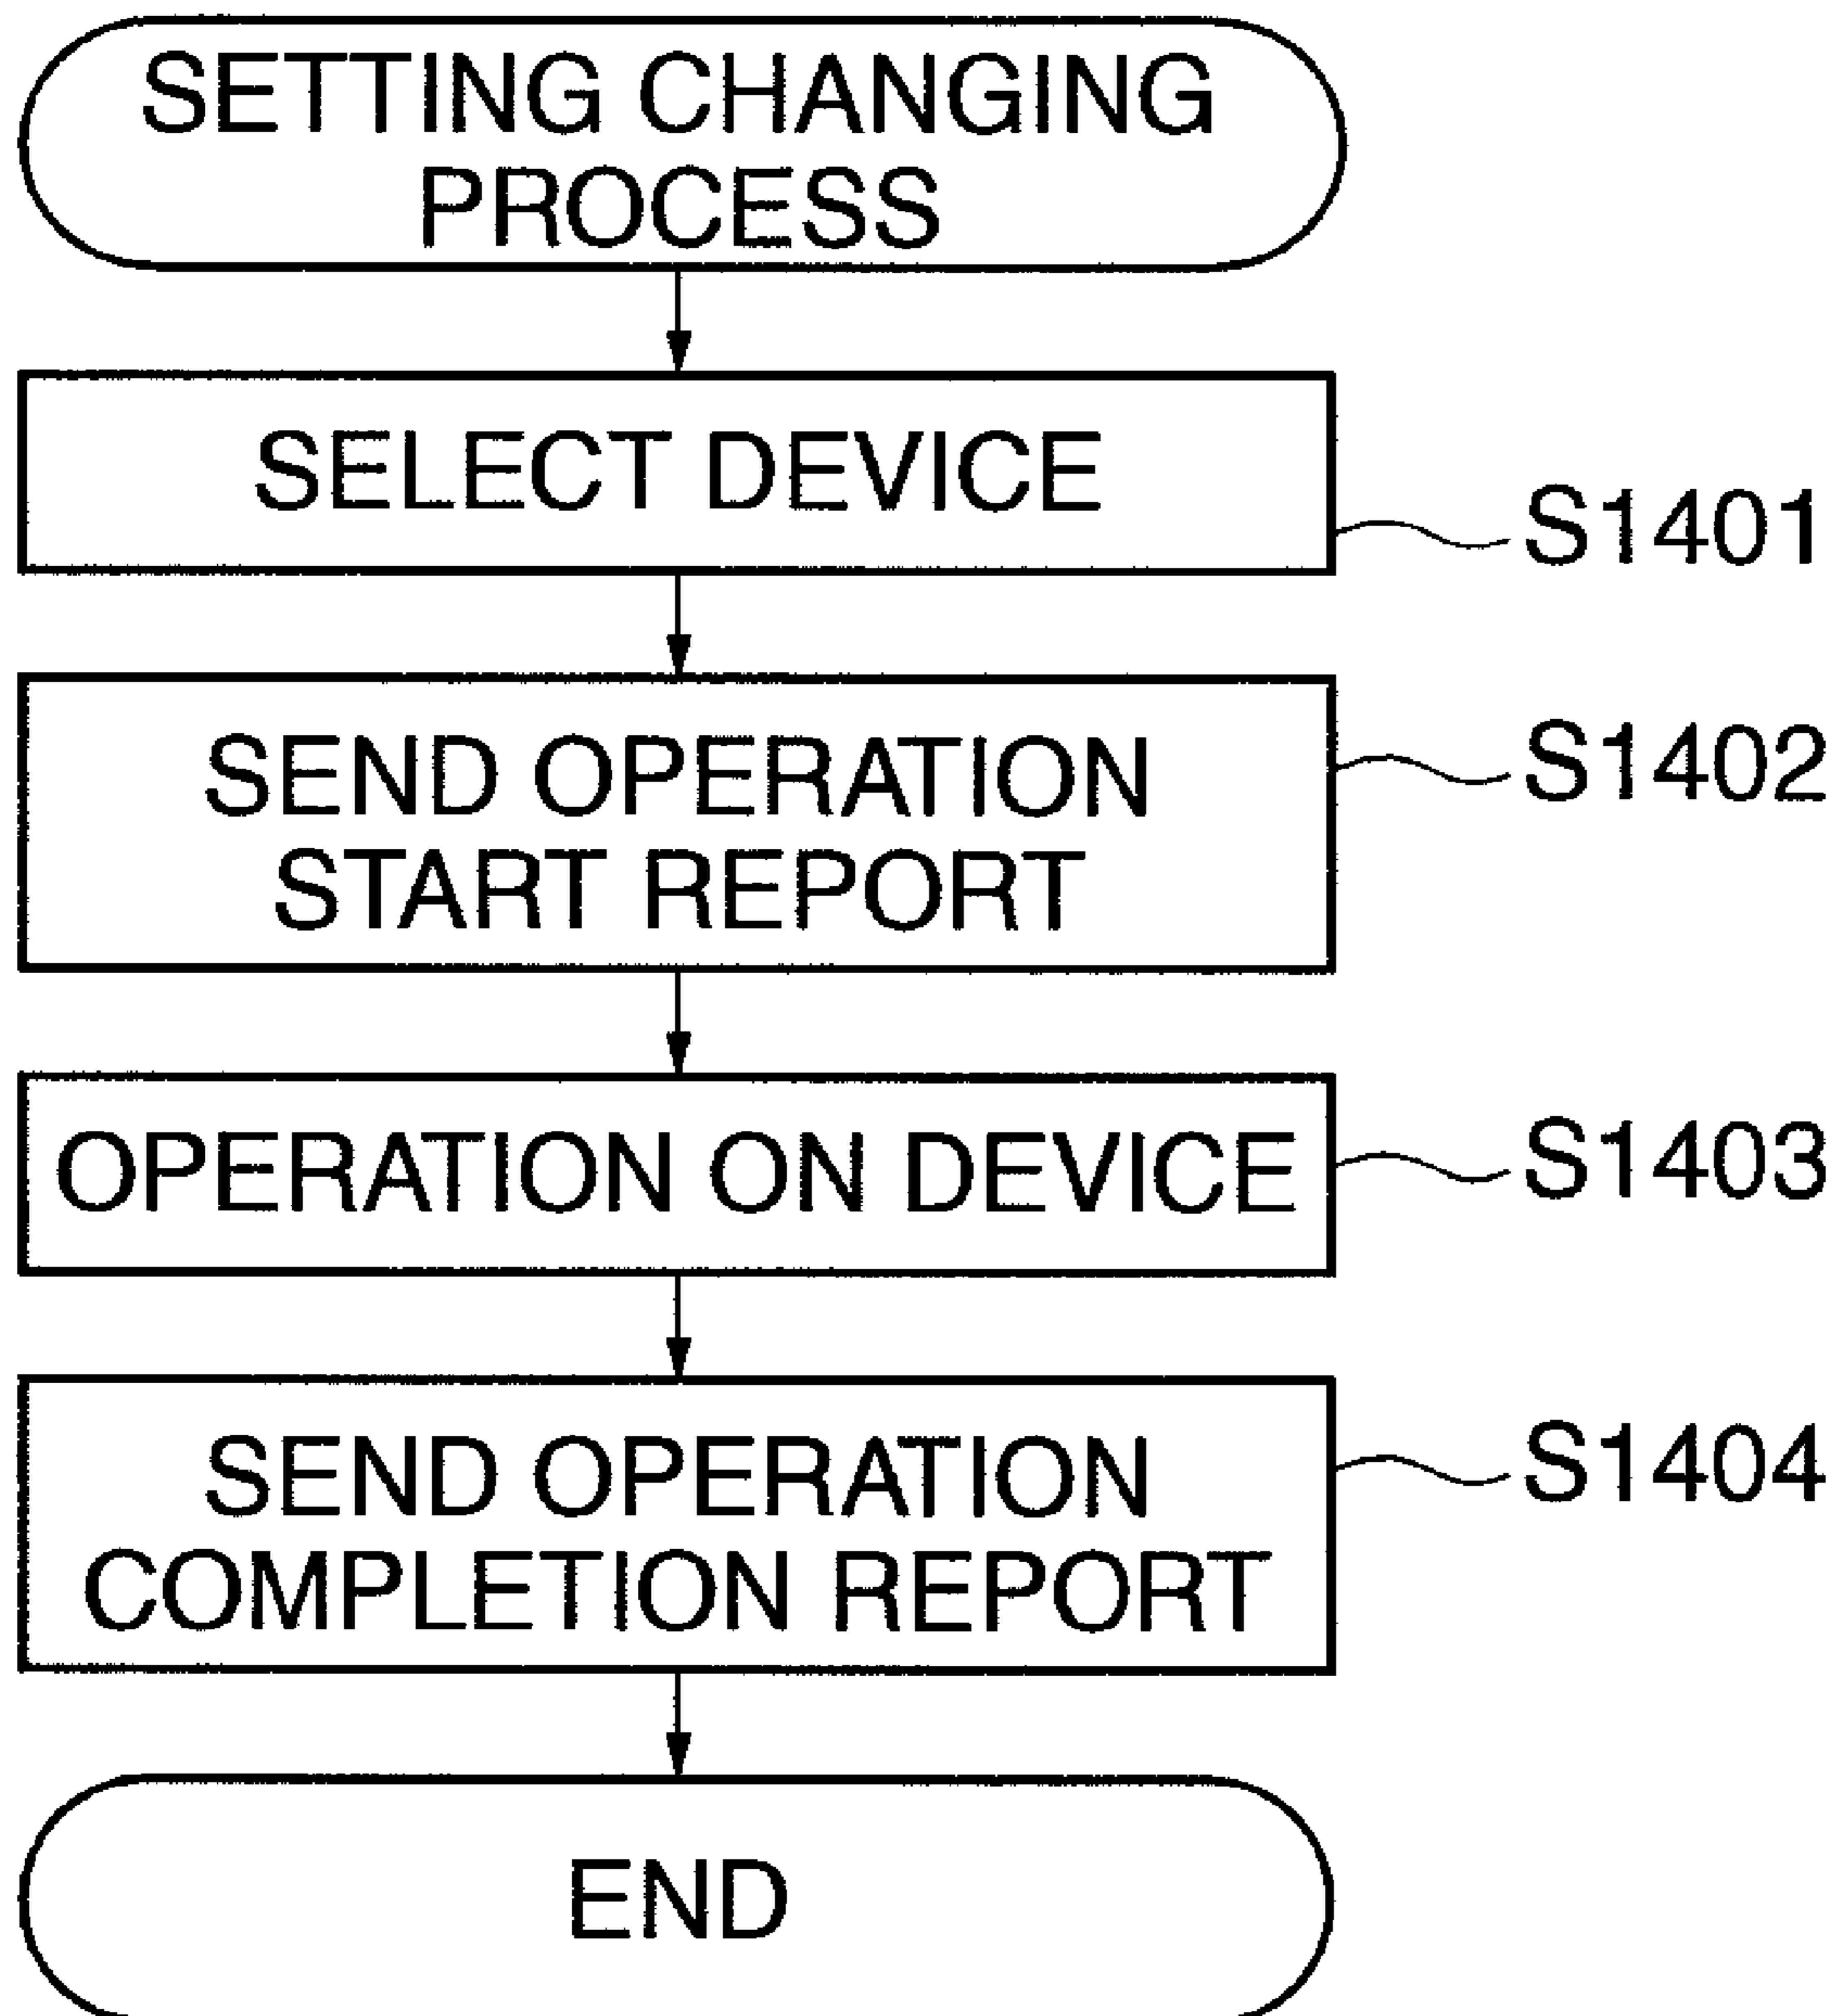 SETTING CHANGING
PROCESS
SELECT DEVICE
S1401
SEND OPERATION
START REPORT
S1402
OPERATION ON DEVICE
S1403
SEND OPERATION
COMPLETION REPORT
S1404
END